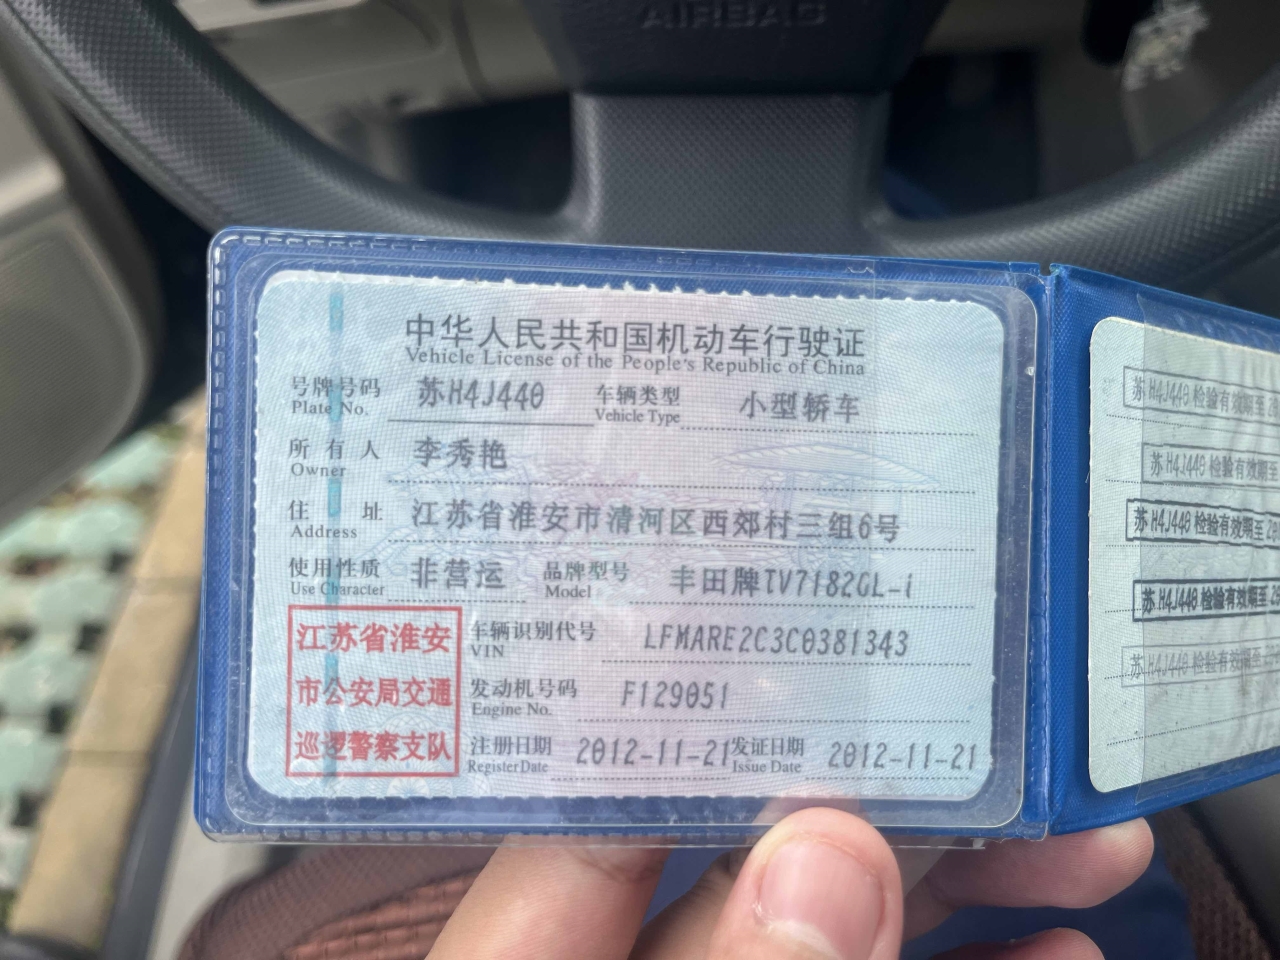 AIRBAG
中华人民共和国机动车行驶证
Vehicle License of the People's Republic of China
号牌号码 苏H4J440 车辆类型 小型轿车
Plate No. Vehicle Type
所有人 李秀艳
Owner
住址 江苏省淮安市清河区西郊村三组6号
Address
使用性质 非营运 品牌型号 丰田牌TV7182GL-i
Use Character Model
江苏省淮安
市公安局交通
巡逻警察支队
车辆识别代号 LFMARE2C3C0381343
VIN
发动机号码 F129051
Engine No.
注册日期 2012-11-21 发证日期 2012-11-21
Register Date Issue Date
苏H4J440 检验有效期至
苏H4J440 检验有效期至
苏H4J440 检验有效期至
苏H4J440 检验有效期至
苏H4J440 检验有效期至